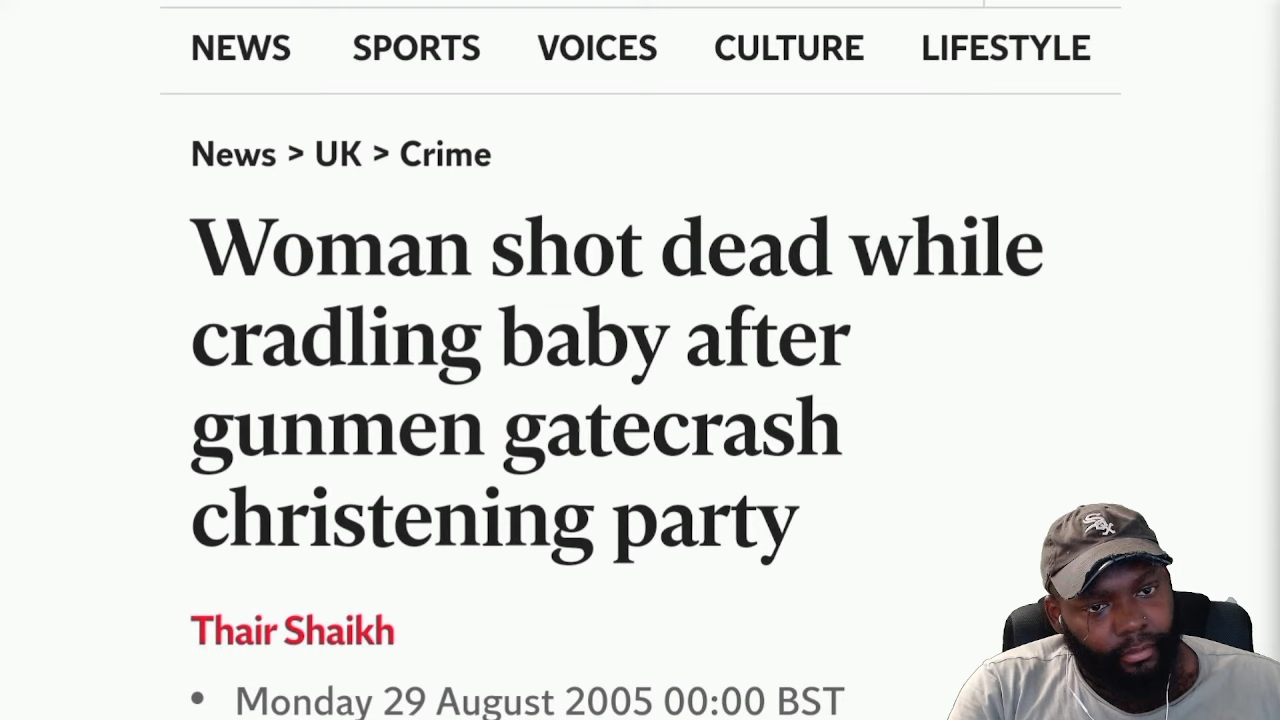 NEWS SPORTS VOICES CULTURE LIFESTYLE
News > UK > Crime
Woman shot dead while
cradling baby after
gunmen gatecrash
christening party
Thair Shaikh
• Monday 29 August 2005 00:00 BST
Sox